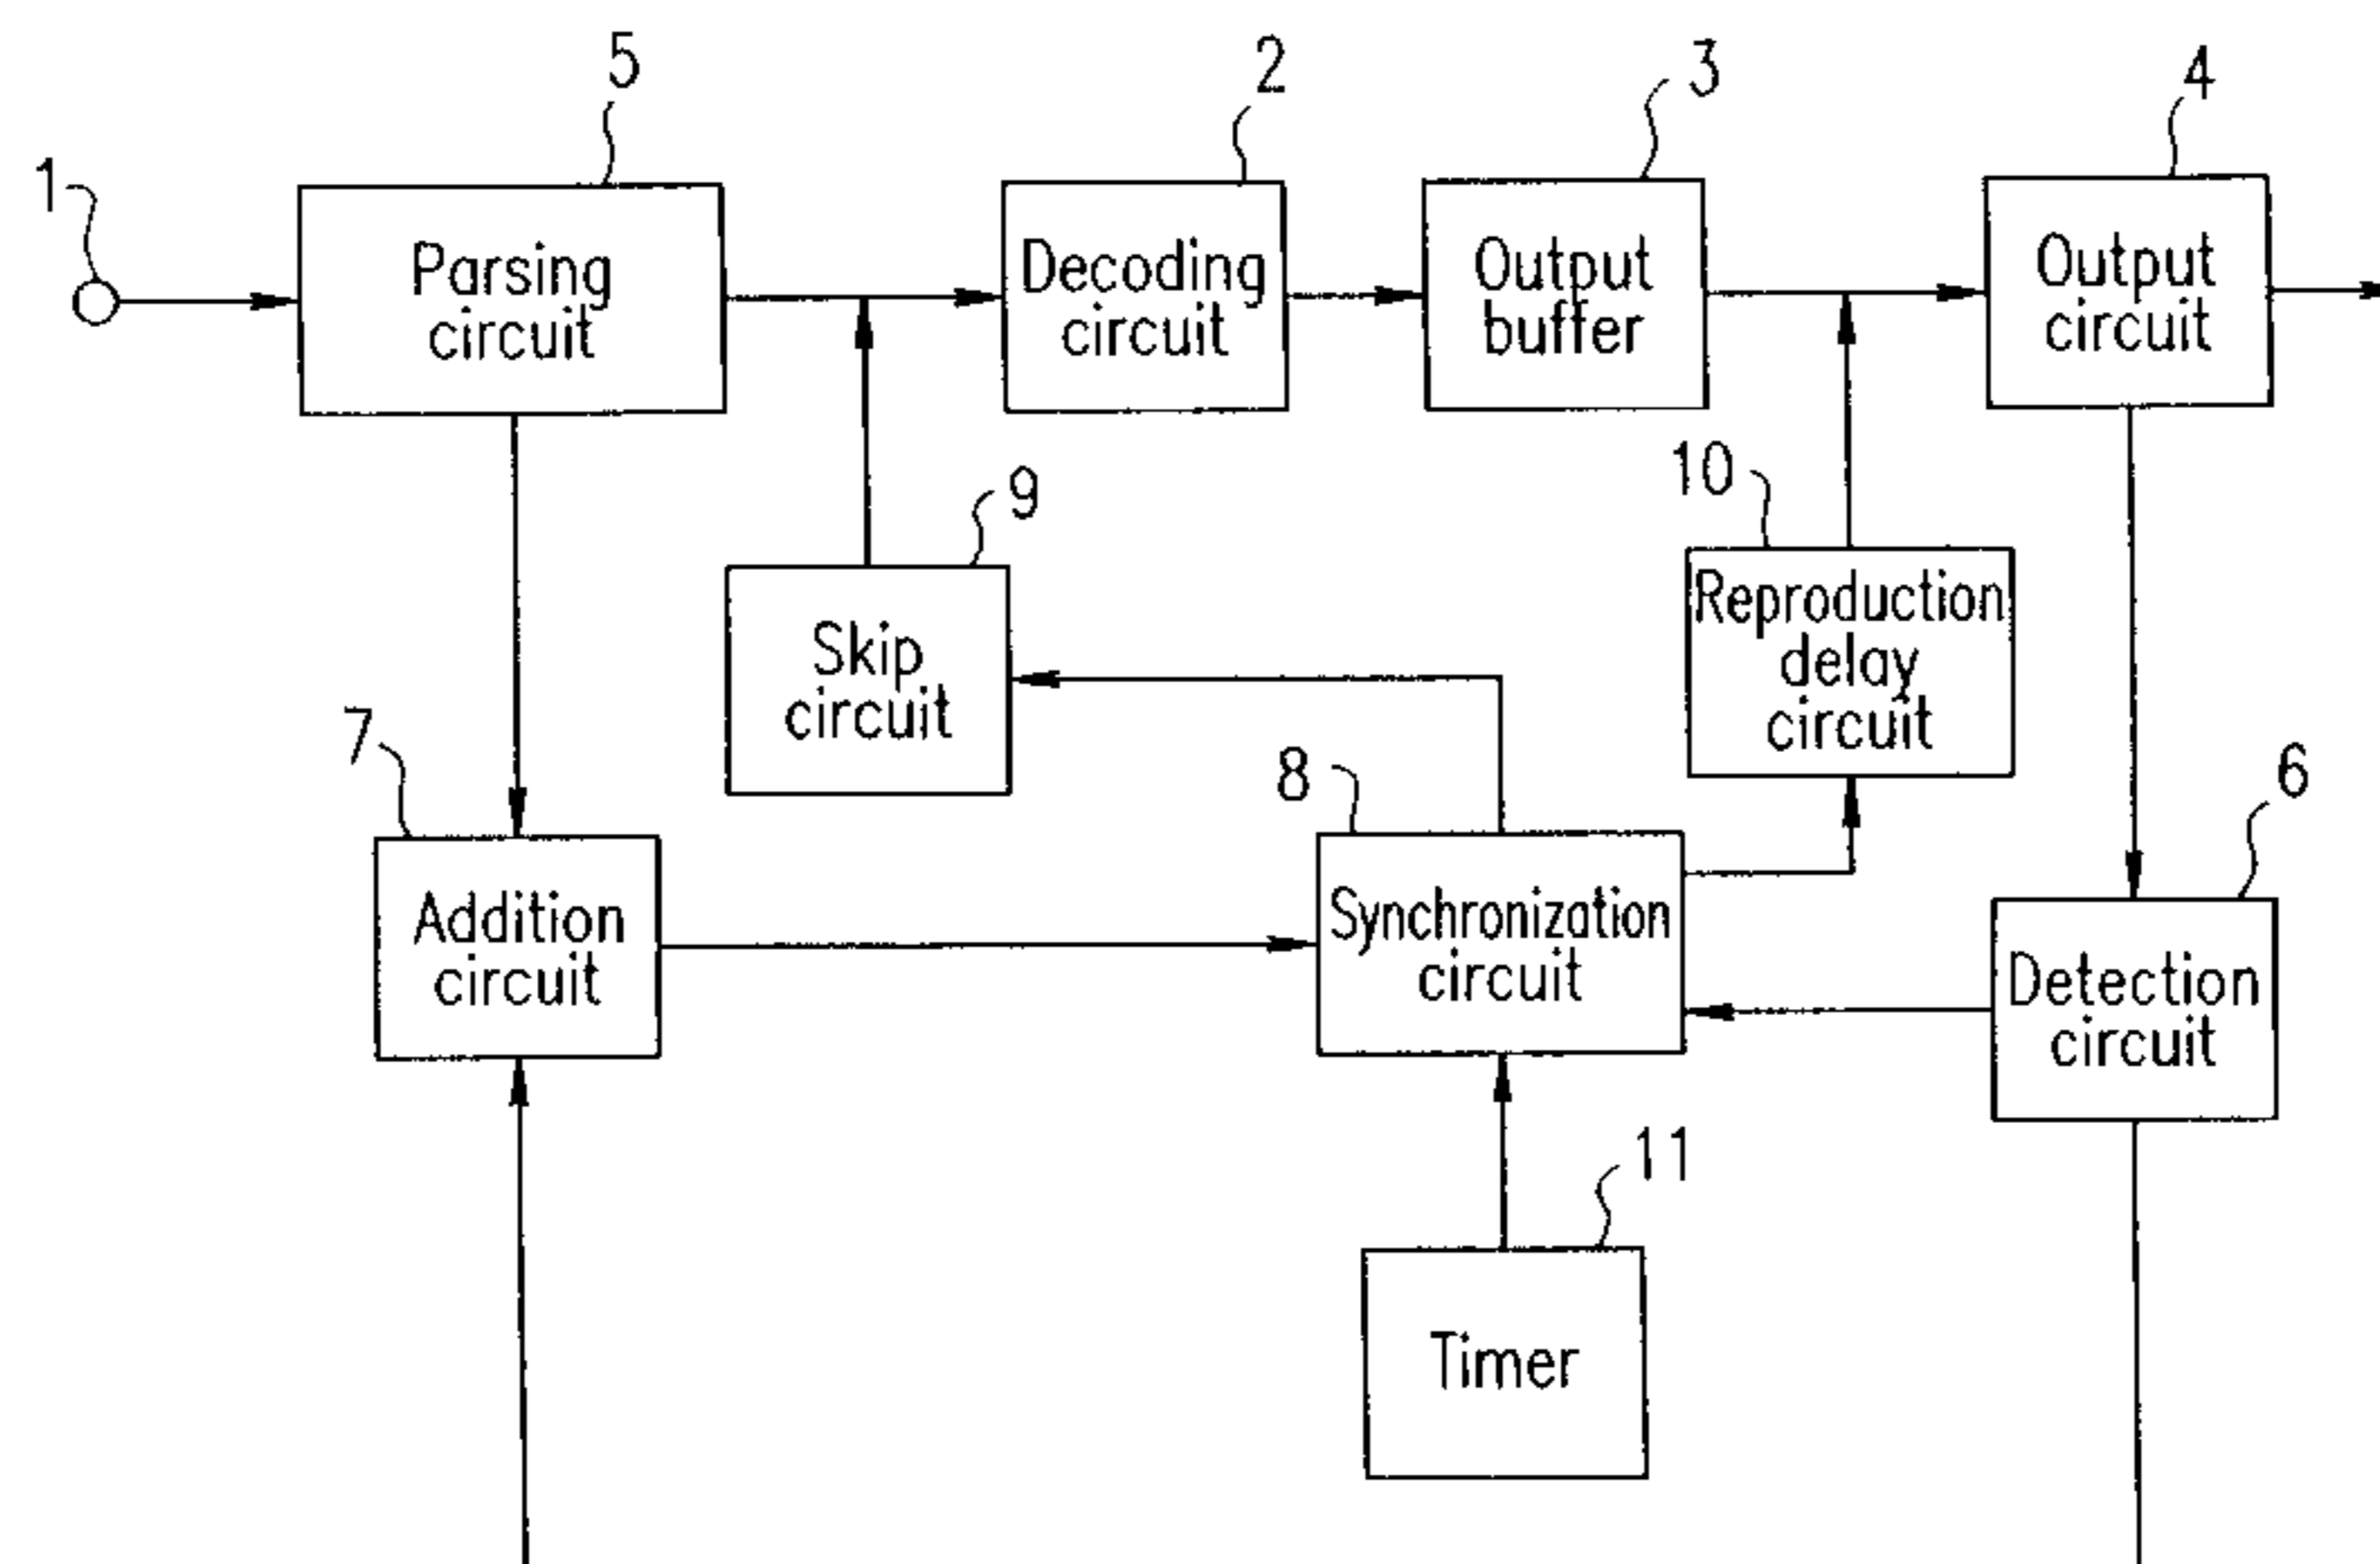 5
2
3
4
1
Parsing
circuit
Decoding
circuit
Output
buffer
Output
circuit
9
10
Skip
circuit
Reproduction
delay
circuit
7
8
6
Addition
circuit
Synchronization
circuit
Detection
circuit
11
Timer